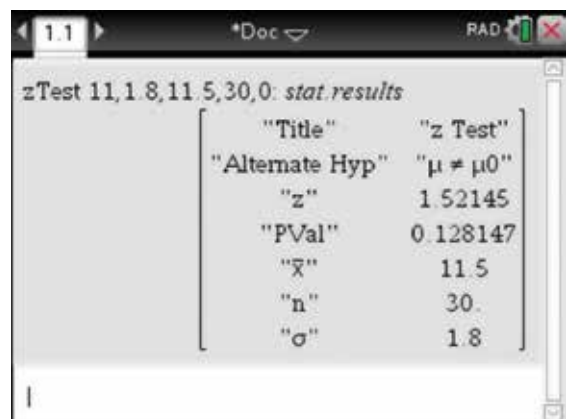 1.1 *Doc RAD
zTest 11,1.8,11.5,30,0: stat.results
"Title" "z Test"
"Alternate Hyp" "μ ≠ μ0"
"z" 1.52145
"PVal" 0.128147
"x̄" 11.5
"n" 30.
"σ" 1.8